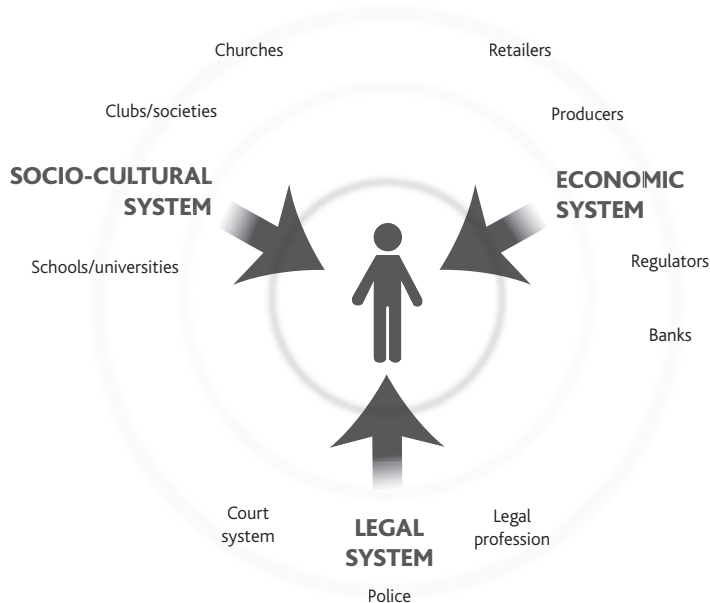 Churches
Retailers
Clubs/societies
Producers
SOCIO-CULTURAL
SYSTEM
ECONOMIC
SYSTEM
Schools/universities
Regulators
Banks
Court
system
LEGAL
SYSTEM
Legal
profession
Police